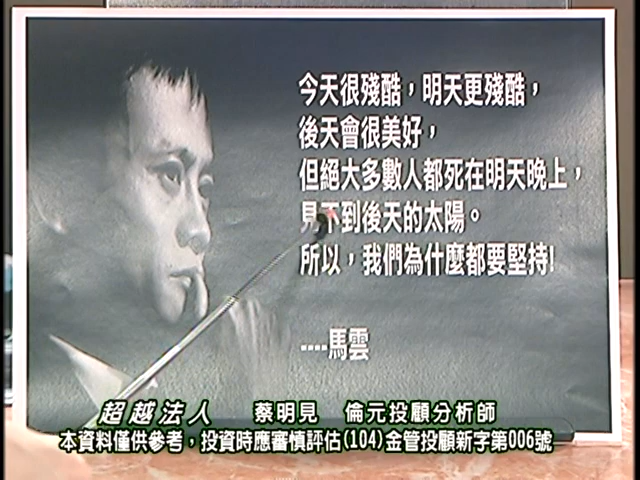 今天很殘酷，明天更殘酷，
後天會很美好，
但絕大多數人都死在明天晚上，
見不到後天的太陽。
所以，我們為什麼都要堅持!
----馬雲
超越法人 蔡明見 倫元投顧分析師
本資料僅供參考，投資時應審慎評估(104)金管投顧新字第006號